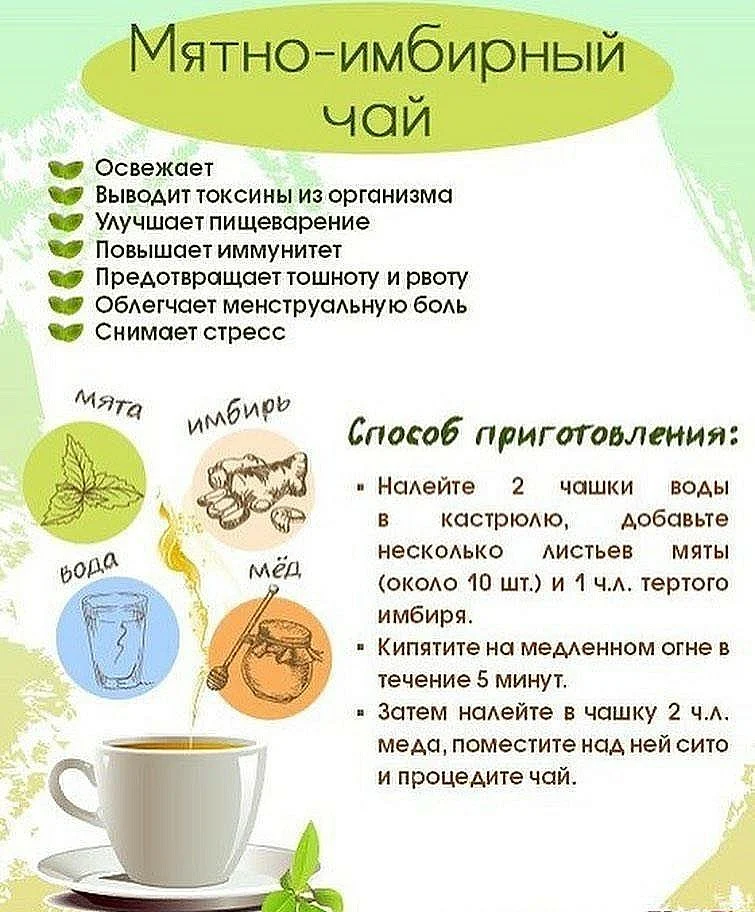 Мятно-имбирный
чай
Освежает
Выводит токсины из организма
Улучшает пищеварение
Повышает иммунитет
Предотвращает тошноту и рвоту
Облегчает менструальную боль
Снимает стресс
мята
имбирь
вода
мёд
Способ приготовления:
▪ Налейте 2 чашки воды
в кастрюлю, добавьте
несколько листьев мяты
(около 10 шт.) и 1 ч.л. тертого
имбиря.
▪ Кипятите на медленном огне в
течение 5 минут.
▪ Затем налейте в чашку 2 ч.л.
меда, поместите над ней сито
и процедите чай.